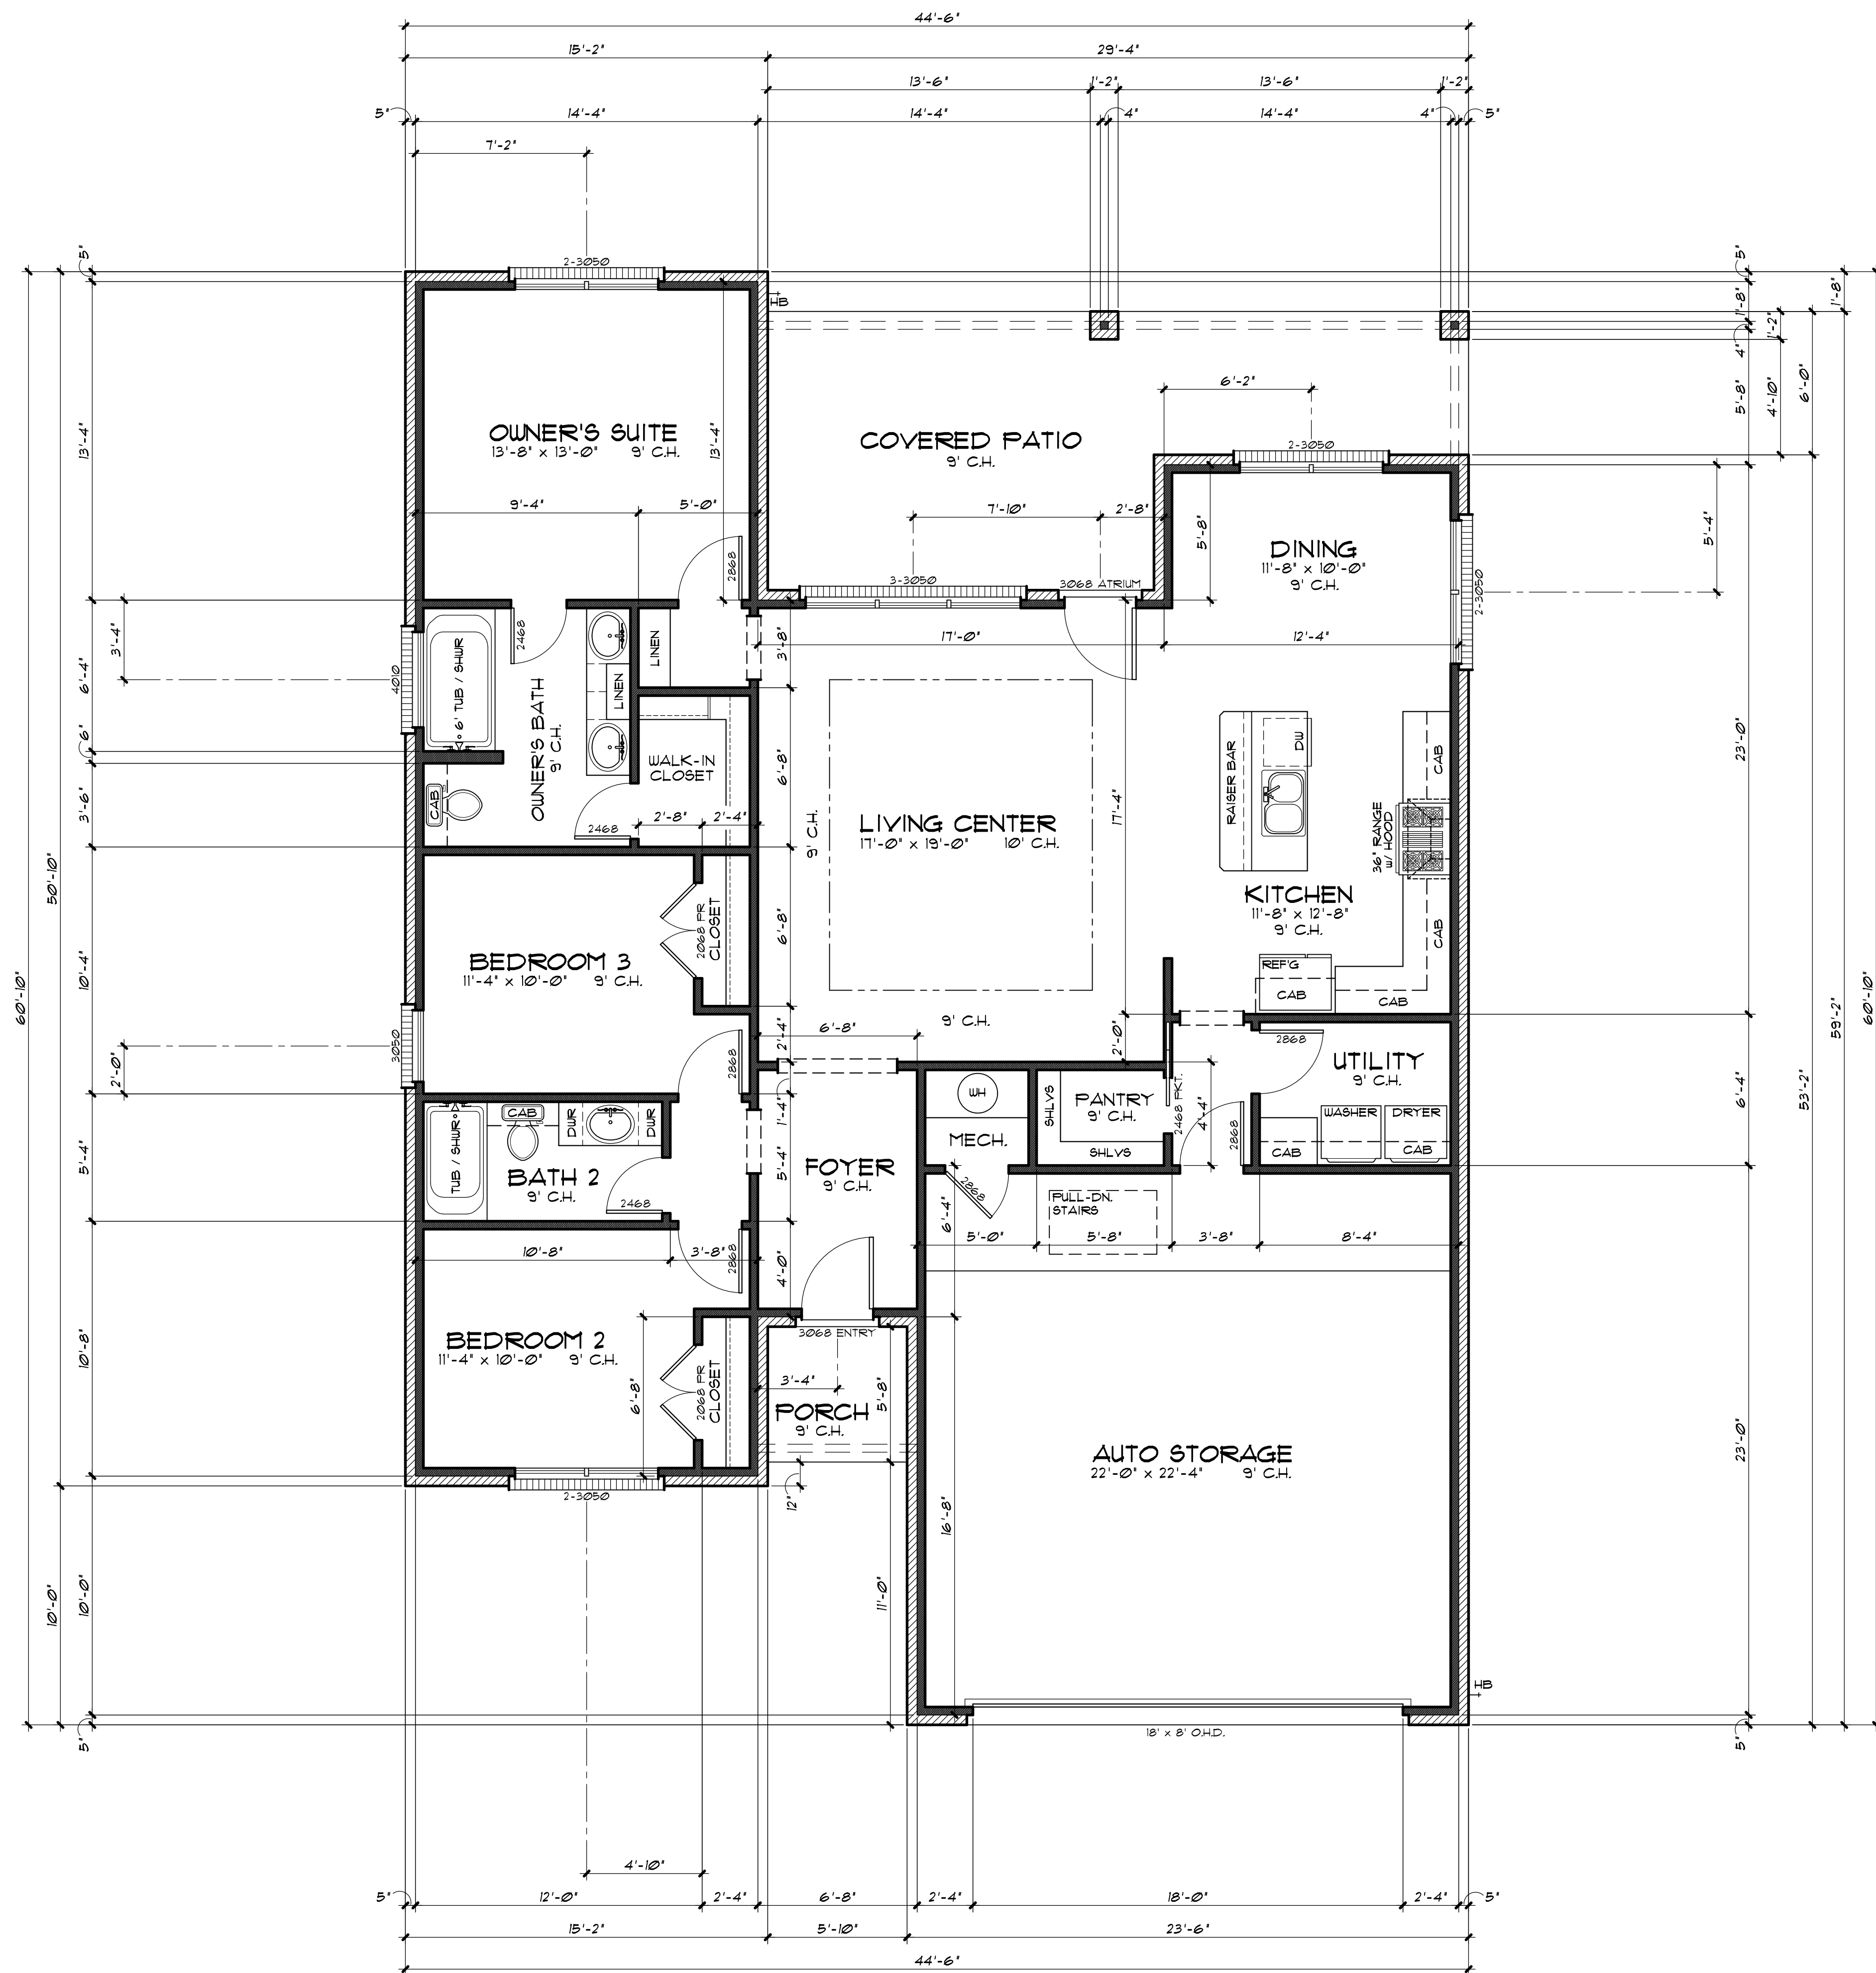 44'-6"
15'-2" 29'-4"
13'-6" 1'-2" 13'-6" 1'-2"
5" 14'-4" 14'-4" 4" 14'-4" 4" 5"
7'-2"
5"
13'-4"
6'-4"
6"
3'-6"
10'-4"
5'-4"
10'-8"
10'-0"
5"
3'-4"
2'-0"
50'-10"
10'-0"
60'-10"
5"
1'-8"
4"
5'-8"
23'-0"
6'-4"
23'-0"
5"
1'-2"
4'-10"
6'-0"
53'-2"
1'-8"
59'-2"
60'-10"
5'-4"
2-3050
HB
OWNER'S SUITE
13'-8" x 13'-0" 9' C.H.
13'-4"
9'-4" 5'-0"
2868
COVERED PATIO
9' C.H.
6'-2"
2-3050
7'-10" 2'-8"
5'-8"
3-3050
3068 ATRIUM
DINING
11'-8" x 10'-0"
9' C.H.
2-3050
2468
4010
6' TUB / SHWR
OWNER'S BATH
9' C.H.
LINEN
LINEN
CAB
2468
WALK-IN
CLOSET
2'-8" 2'-4"
3'-8"
6'-8"
6'-8"
2'-4"
1'-4"
5'-4"
4'-0"
17'-0" 12'-4"
9' C.H.
LIVING CENTER
17'-0" x 19'-0" 10' C.H.
17'-4"
2'-0"
9' C.H.
RAISER BAR
DW
CAB
36" RANGE
w/ HOOD
KITCHEN
11'-8" x 12'-8"
9' C.H.
CAB
REF'G
CAB
CAB
BEDROOM 3
11'-4" x 10'-0" 9' C.H.
2068 PR
CLOSET
3050
2868
6'-8"
TUB / SHWR
CAB
DWR
DWR
BATH 2
9' C.H.
2468
FOYER
9' C.H.
WH
MECH.
2868
SHLVS
PANTRY
9' C.H.
SHLVS
2468 PKT.
4'-4"
2868
2868
UTILITY
9' C.H.
WASHER DRYER
CAB
CAB
PULL-DN.
STAIRS
6'-4"
5'-0" 5'-8" 3'-8" 8'-4"
10'-8" 3'-8"
2868
BEDROOM 2
11'-4" x 10'-0" 9' C.H.
6'-8"
2068 PR
CLOSET
2-3050
3068 ENTRY
3'-4"
5'-8"
PORCH
9' C.H.
12"
11'-0"
16'-8"
AUTO STORAGE
22'-0" x 22'-4" 9' C.H.
HB
18' x 8' O.H.D.
4'-10"
5" 12'-0" 2'-4" 6'-8" 2'-4" 18'-0" 2'-4" 5"
15'-2" 5'-10" 23'-6"
44'-6"